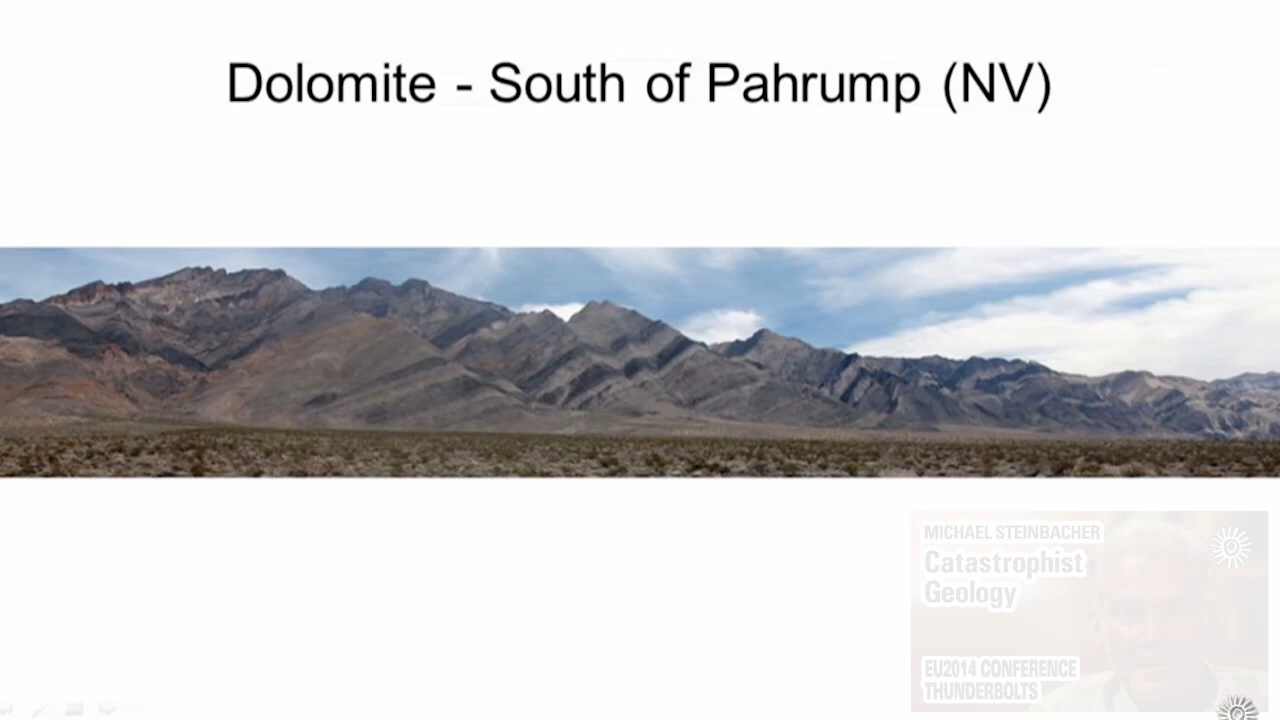 Dolomite - South of Pahrump (NV)
MICHAEL STEINBACHER
Catastrophist
Geology
EU2014 CONFERENCE
THUNDERBOLTS